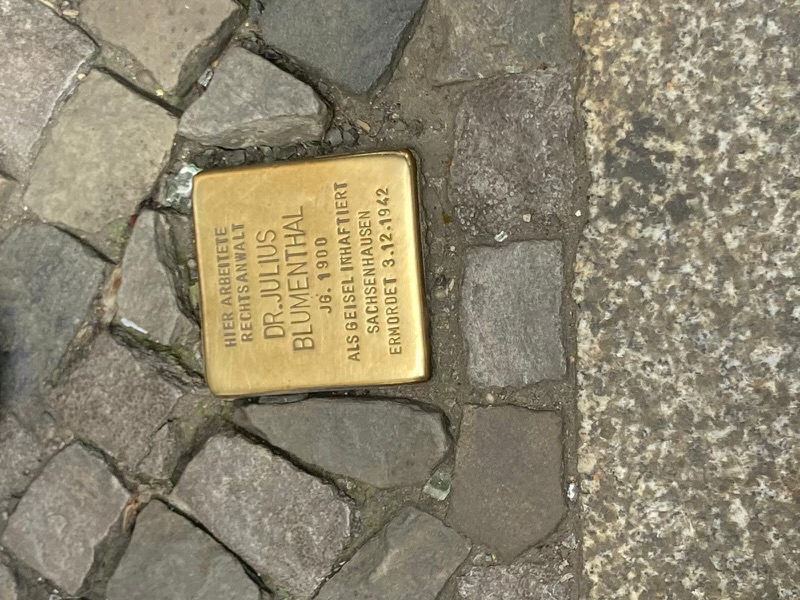 HIER ARBEITETE
RECHTSANWALT
DR. JULIUS
BLUMENTHAL
JG. 1900
ALS GEISEL INHAFTIERT
SACHSENHAUSEN
ERMORDET 3.12.1942